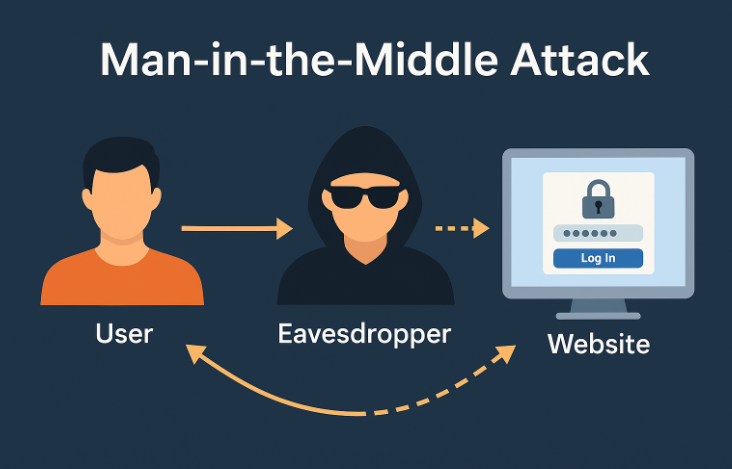 Man-in-the-Middle Attack
Log In
User
Eavesdropper
Website